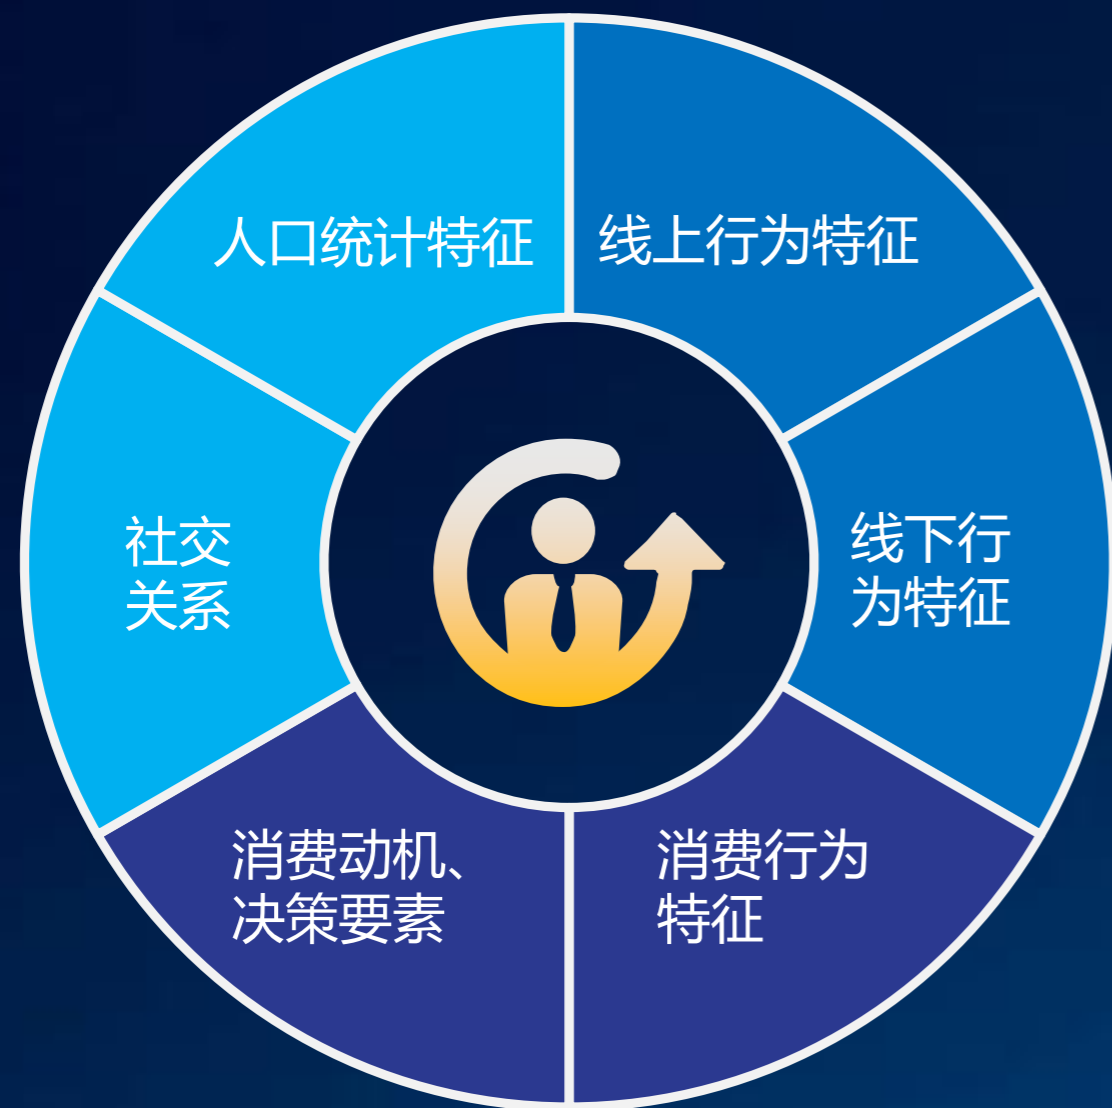 人口统计特征
线上行为特征
社交
关系
线下行
为特征
消费动机、
决策要素
消费行为
特征